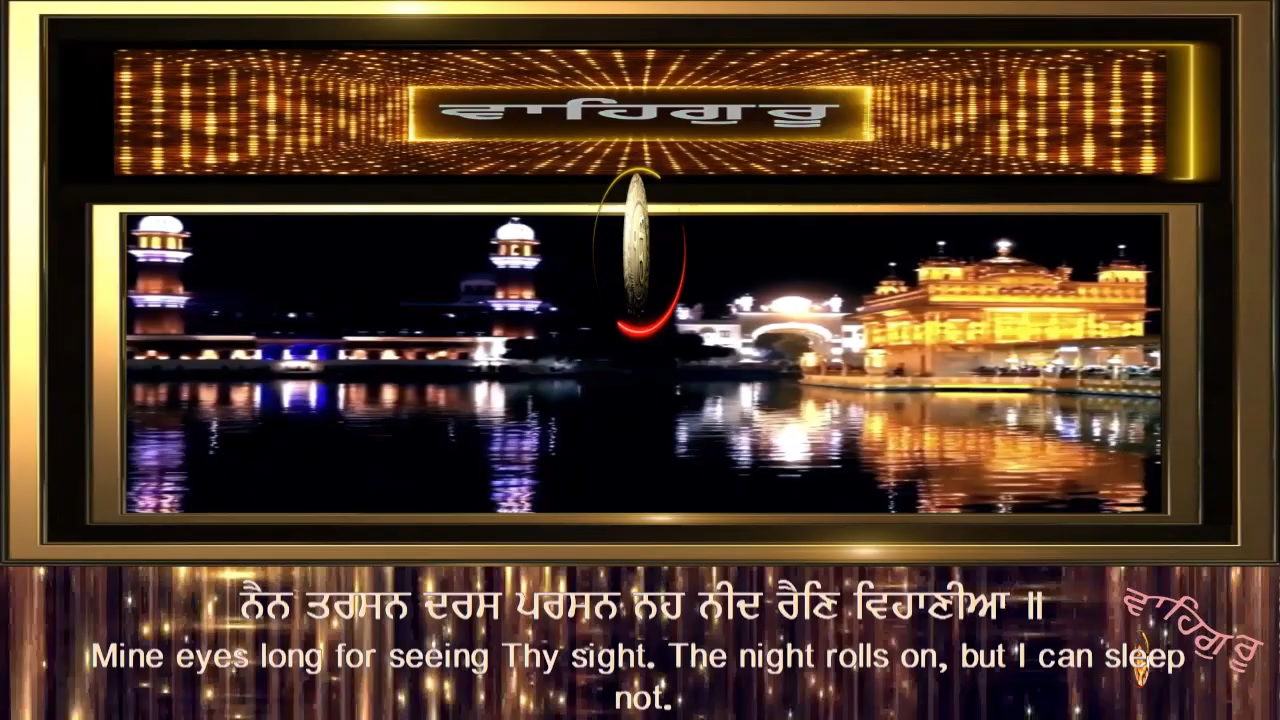 ਵਾਹਿਗੁਰੂ
ਨੈਨ ਤਰਸਨ ਦਰਸ ਪਰਸਨ ਨਹ ਨੀਦ ਰੈਣਿ ਵਿਹਾਣੀਆ ॥
ਵਾਹਿਗੁਰੂ
Mine eyes long for seeing Thy sight. The night rolls on, but I can sleep
not.